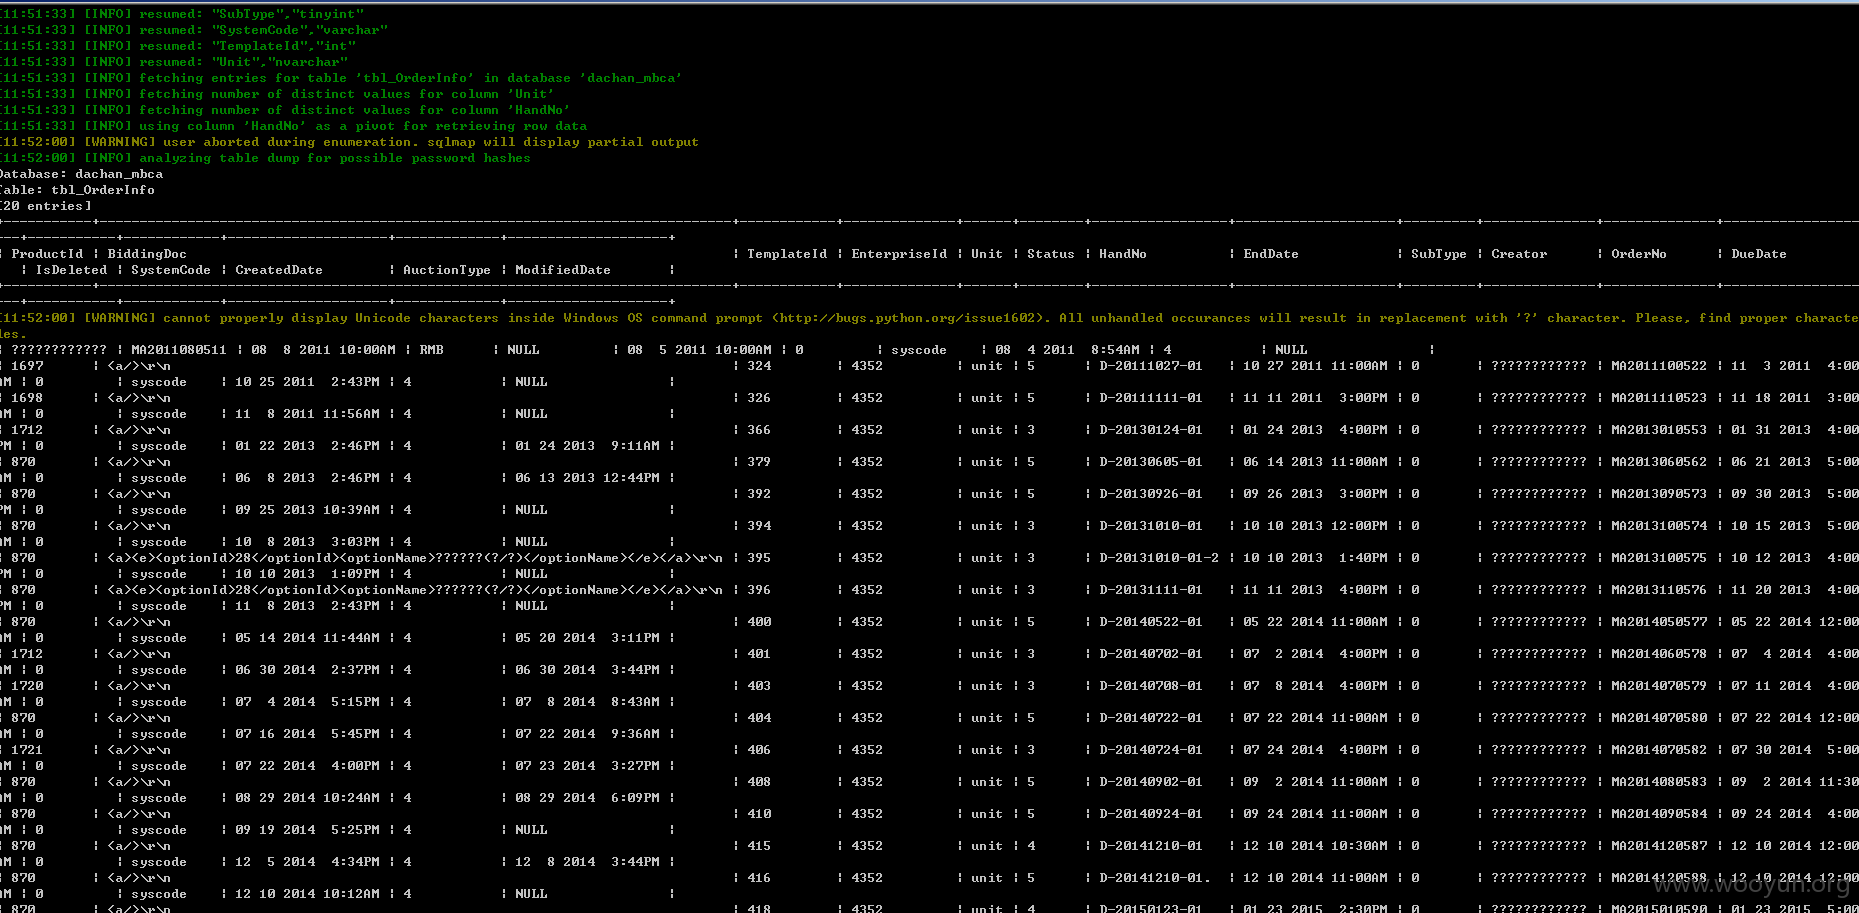 [11:51:33] [INFO] resumed: "SubType","tinyint"
[11:51:33] [INFO] resumed: "SystemCode","varchar"
[11:51:33] [INFO] resumed: "TemplateId","int"
[11:51:33] [INFO] resumed: "Unit","nvarchar"
[11:51:33] [INFO] fetching entries for table 'tbl_OrderInfo' in database 'dachan_mbca'
[11:51:33] [INFO] fetching number of distinct values for column 'Unit'
[11:51:33] [INFO] fetching number of distinct values for column 'HandNo'
[11:51:33] [INFO] using column 'HandNo' as a pivot for retrieving row data
[11:52:00] [WARNING] user aborted during enumeration. sqlmap will display partial output
[11:52:00] [INFO] analyzing table dump for possible password hashes
Database: dachan_mbca
Table: tbl_OrderInfo
[20 entries]
| ProductId | BiddingDoc | TemplateId | EnterpriseId | Unit | Status | HandNo | EndDate | SubType | Creator | OrderNo | DueDate
| IsDeleted | SystemCode | CreatedDate | AuctionType | ModifiedDate |
[11:52:00] [WARNING] cannot properly display Unicode characters inside Windows OS command prompt (http://bugs.python.org/issue1602). All unhandled occurances will result in replacement with '?' character. Please, find proper characte
les.
| ???????????? | MA2011080511 | 08  8 2011 10:00AM | RMB | NULL | 08  5 2011 10:00AM | 0 | syscode | 08  4 2011  8:54AM | 4 | NULL |
| 1697 | <a/>\r\n | 324 | 4352 | unit | 5 | D-20111027-01 | 10 27 2011 11:00AM | 0 | ???????????? | MA2011100522 | 11  3 2011  4:00
AM | 0 | syscode | 10 25 2011  2:43PM | 4 | NULL |
| 1698 | <a/>\r\n | 326 | 4352 | unit | 5 | D-20111111-01 | 11 11 2011  3:00PM | 0 | ???????????? | MA2011110523 | 11 18 2011  3:00
AM | 0 | syscode | 11  8 2011 11:56AM | 4 | NULL |
| 1712 | <a/>\r\n | 366 | 4352 | unit | 3 | D-20130124-01 | 01 24 2013  4:00PM | 0 | ???????????? | MA2013010553 | 01 31 2013  4:00
PM | 0 | syscode | 01 22 2013  2:46PM | 4 | 01 24 2013  9:11AM |
| 870 | <a/>\r\n | 379 | 4352 | unit | 5 | D-20130605-01 | 06 14 2013 11:00AM | 0 | ???????????? | MA2013060562 | 06 21 2013  5:00
AM | 0 | syscode | 06  8 2013  2:46PM | 4 | 06 13 2013 12:44PM |
| 870 | <a/>\r\n | 392 | 4352 | unit | 5 | D-20130926-01 | 09 26 2013  3:00PM | 0 | ???????????? | MA2013090573 | 09 30 2013  5:00
PM | 0 | syscode | 09 25 2013 10:39AM | 4 | NULL |
| 870 | <a/>\r\n | 394 | 4352 | unit | 3 | D-20131010-01 | 10 10 2013 12:00PM | 0 | ???????????? | MA2013100574 | 10 15 2013  5:00
AM | 0 | syscode | 10  8 2013  3:03PM | 4 | NULL |
| 870 | <a><e><optionId>28</optionId><optionName>??????(?/?)</optionName></e></a>\r\n | 395 | 4352 | unit | 3 | D-20131010-01-2 | 10 10 2013  1:40PM | 0 | ???????????? | MA2013100575 | 10 12 2013  4:00
PM | 0 | syscode | 10 10 2013  1:09PM | 4 | NULL |
| 870 | <a><e><optionId>28</optionId><optionName>??????(?/?)</optionName></e></a>\r\n | 396 | 4352 | unit | 3 | D-20131111-01 | 11 11 2013  4:00PM | 0 | ???????????? | MA2013110576 | 11 20 2013  4:00
PM | 0 | syscode | 11  8 2013  2:43PM | 4 | NULL |
| 870 | <a/>\r\n | 400 | 4352 | unit | 5 | D-20140522-01 | 05 22 2014 11:00AM | 0 | ???????????? | MA2014050577 | 05 22 2014 12:00
AM | 0 | syscode | 05 14 2014 11:44AM | 4 | 05 20 2014  3:11PM |
| 1712 | <a/>\r\n | 401 | 4352 | unit | 3 | D-20140702-01 | 07  2 2014  4:00PM | 0 | ???????????? | MA2014060578 | 07  4 2014  4:00
AM | 0 | syscode | 06 30 2014  2:37PM | 4 | 06 30 2014  3:44PM |
| 1720 | <a/>\r\n | 403 | 4352 | unit | 3 | D-20140708-01 | 07  8 2014  4:00PM | 0 | ???????????? | MA2014070579 | 07 11 2014  4:00
AM | 0 | syscode | 07  4 2014  5:15PM | 4 | 07  8 2014  8:43AM |
| 870 | <a/>\r\n | 404 | 4352 | unit | 5 | D-20140722-01 | 07 22 2014 11:00AM | 0 | ???????????? | MA2014070580 | 07 22 2014 12:00
AM | 0 | syscode | 07 16 2014  5:45PM | 4 | 07 22 2014  9:36AM |
| 1721 | <a/>\r\n | 406 | 4352 | unit | 3 | D-20140724-01 | 07 24 2014  4:00PM | 0 | ???????????? | MA2014070582 | 07 30 2014  5:00
AM | 0 | syscode | 07 22 2014  4:00PM | 4 | 07 23 2014  3:27PM |
| 870 | <a/>\r\n | 408 | 4352 | unit | 5 | D-20140902-01 | 09  2 2014 11:00AM | 0 | ???????????? | MA2014080583 | 09  2 2014 11:30
AM | 0 | syscode | 08 29 2014 10:24AM | 4 | 08 29 2014  6:09PM |
| 870 | <a/>\r\n | 410 | 4352 | unit | 5 | D-20140924-01 | 09 24 2014 11:00AM | 0 | ???????????? | MA2014090584 | 09 24 2014  4:00
AM | 0 | syscode | 09 19 2014  5:25PM | 4 | NULL |
| 870 | <a/>\r\n | 415 | 4352 | unit | 4 | D-20141210-01 | 12 10 2014 10:30AM | 0 | ???????????? | MA2014120587 | 12 10 2014 12:00
AM | 0 | syscode | 12  5 2014  4:34PM | 4 | 12  8 2014  3:44PM |
| 870 | <a/>\r\n | 416 | 4352 | unit | 5 | D-20141210-01. | 12 10 2014 11:00AM | 0 | ???????????? | MA2014120588 | 12 10 2014 12:00
AM | 0 | syscode | 12 10 2014 10:12AM | 4 | NULL |
| 870 | <a/>\r\n | 418 | 4352 | unit | 4 | D-20150123-01 | 01 23 2015  2:30PM | 0 | ???????????? | MA2015010590 | 01 23 2015  5:00
www.wooyun.org